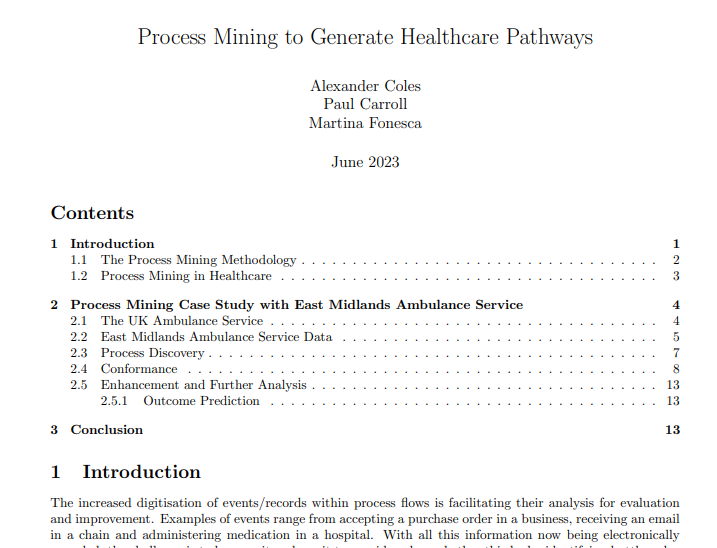 Process Mining to Generate Healthcare Pathways
Alexander Coles
Paul Carroll
Martina Fonesca
June 2023
Contents
1 Introduction 1
1.1 The Process Mining Methodology . . . . . . . . . . . . . . . . . . . . . . . . . . . . . . . . . . . 2
1.2 Process Mining in Healthcare . . . . . . . . . . . . . . . . . . . . . . . . . . . . . . . . . . . . . 3
2 Process Mining Case Study with East Midlands Ambulance Service 4
2.1 The UK Ambulance Service . . . . . . . . . . . . . . . . . . . . . . . . . . . . . . . . . . . . . . 4
2.2 East Midlands Ambulance Service Data . . . . . . . . . . . . . . . . . . . . . . . . . . . . . . . 5
2.3 Process Discovery . . . . . . . . . . . . . . . . . . . . . . . . . . . . . . . . . . . . . . . . . . . 7
2.4 Conformance . . . . . . . . . . . . . . . . . . . . . . . . . . . . . . . . . . . . . . . . . . . . . 8
2.5 Enhancement and Further Analysis . . . . . . . . . . . . . . . . . . . . . . . . . . . . . . . . . . 13
2.5.1 Outcome Prediction . . . . . . . . . . . . . . . . . . . . . . . . . . . . . . . . . . . . . . 13
3 Conclusion 13
1 Introduction
The increased digitisation of events/records within process flows is facilitating their analysis for evaluation
and improvement. Examples of events range from accepting a purchase order in a business, receiving an email
in a chain and administering medication in a hospital. With all this information now being electronically